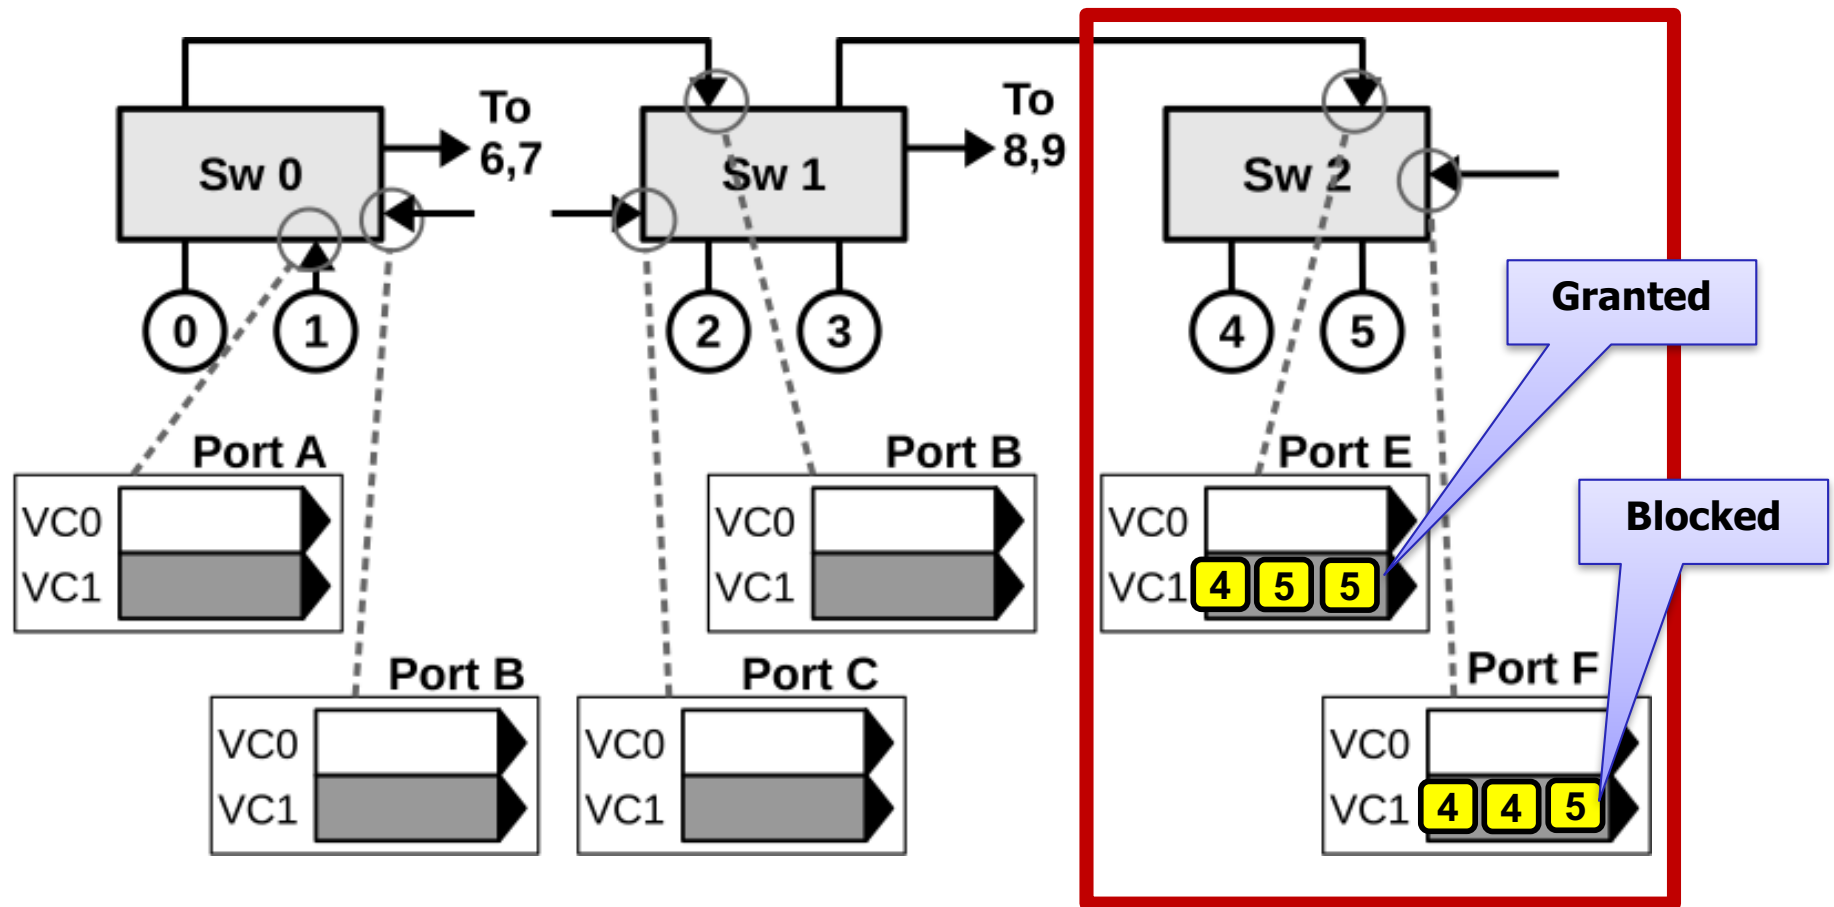 To
6,7
To
8,9
Sw 0
Sw 1
Sw 2
0
1
2
3
4
5
Granted
Blocked
Port A
VC0
VC1
Port B
VC0
VC1
Port E
VC0
VC1 4 5 5
Port B
VC0
VC1
Port C
VC0
VC1
Port F
VC0
VC1 4 4 5